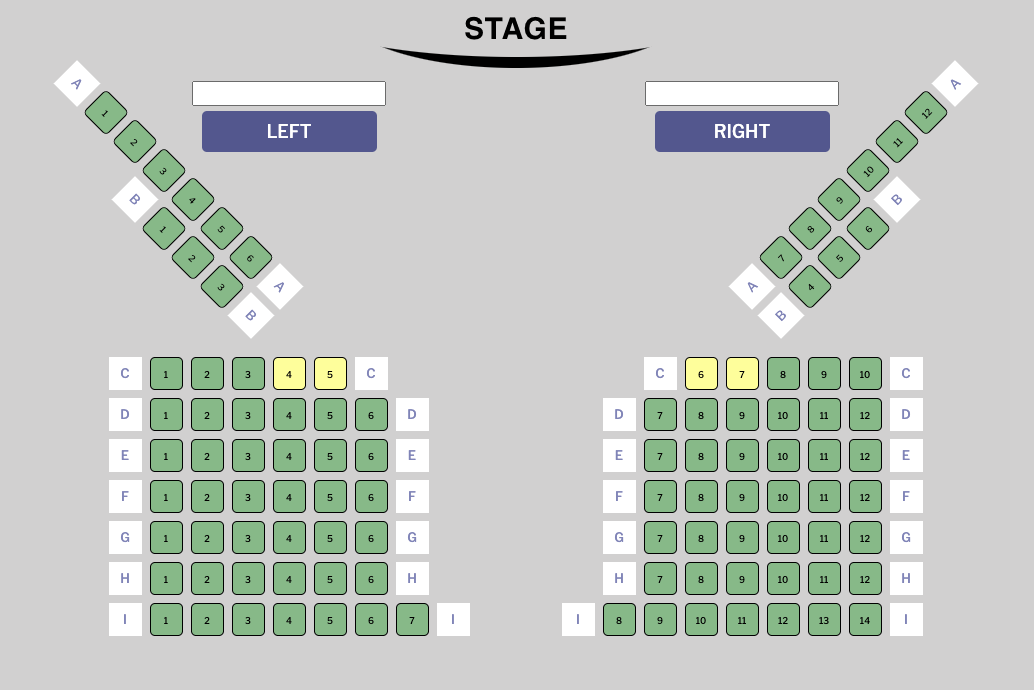 STAGE
LEFT RIGHT
A 1 2 3 4 5 6 A
B 1 2 3 B
A 7 8 9 10 11 12 A
B 4 5 6 B
C 1 2 3 4 5 C C 6 7 8 9 10 C
D 1 2 3 4 5 6 D D 7 8 9 10 11 12 D
E 1 2 3 4 5 6 E E 7 8 9 10 11 12 E
F 1 2 3 4 5 6 F F 7 8 9 10 11 12 F
G 1 2 3 4 5 6 G G 7 8 9 10 11 12 G
H 1 2 3 4 5 6 H H 7 8 9 10 11 12 H
I 1 2 3 4 5 6 7 I I 8 9 10 11 12 13 14 I